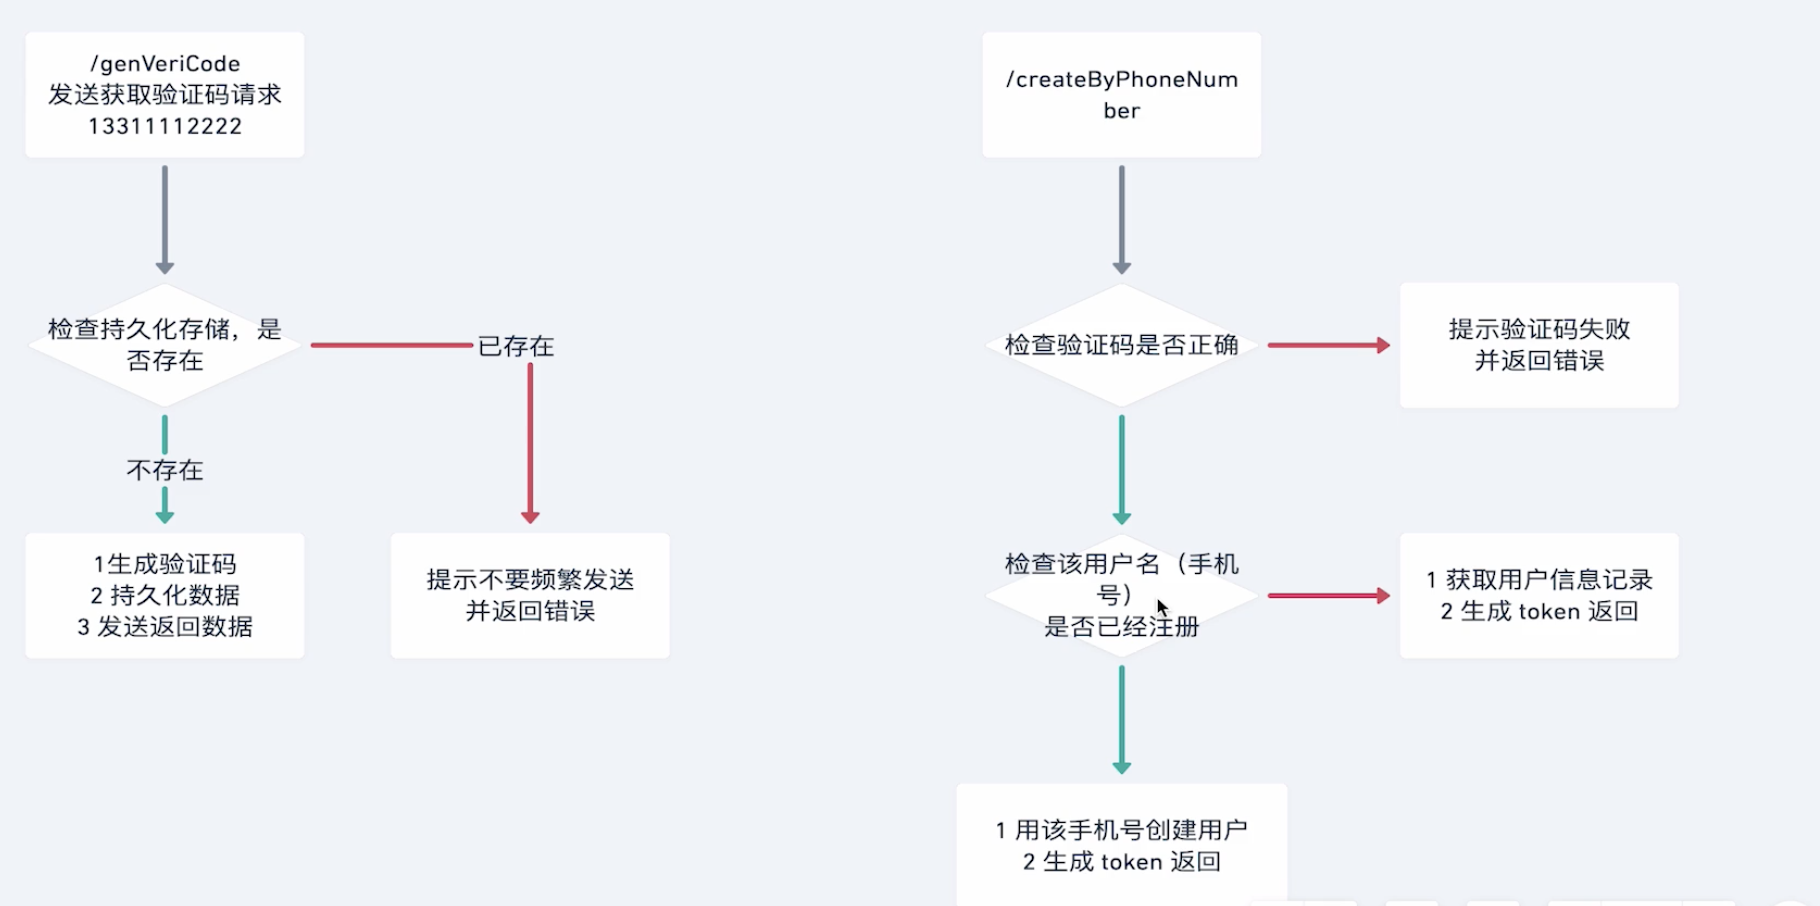 /genVeriCode
发送获取验证码请求
13311112222
检查持久化存储，是
否存在
已存在
不存在
1生成验证码
2 持久化数据
3 发送返回数据
提示不要频繁发送
并返回错误
/createByPhoneNum
ber
检查验证码是否正确
提示验证码失败
并返回错误
检查该用户名（手机
号）
是否已经注册
1 获取用户信息记录
2 生成 token 返回
1 用该手机号创建用户
2 生成 token 返回